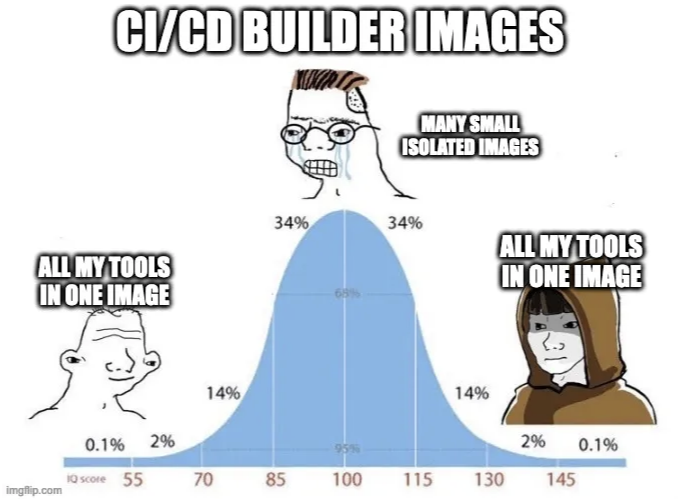 CI/CD BUILDER IMAGES
MANY SMALL
ISOLATED IMAGES
34% 34%
ALL MY TOOLS
IN ONE IMAGE
ALL MY TOOLS
IN ONE IMAGE
68%
14% 14%
0.1% 2% 95% 2% 0.1%
IQ score 55 70 85 100 115 130 145
imgflip.com